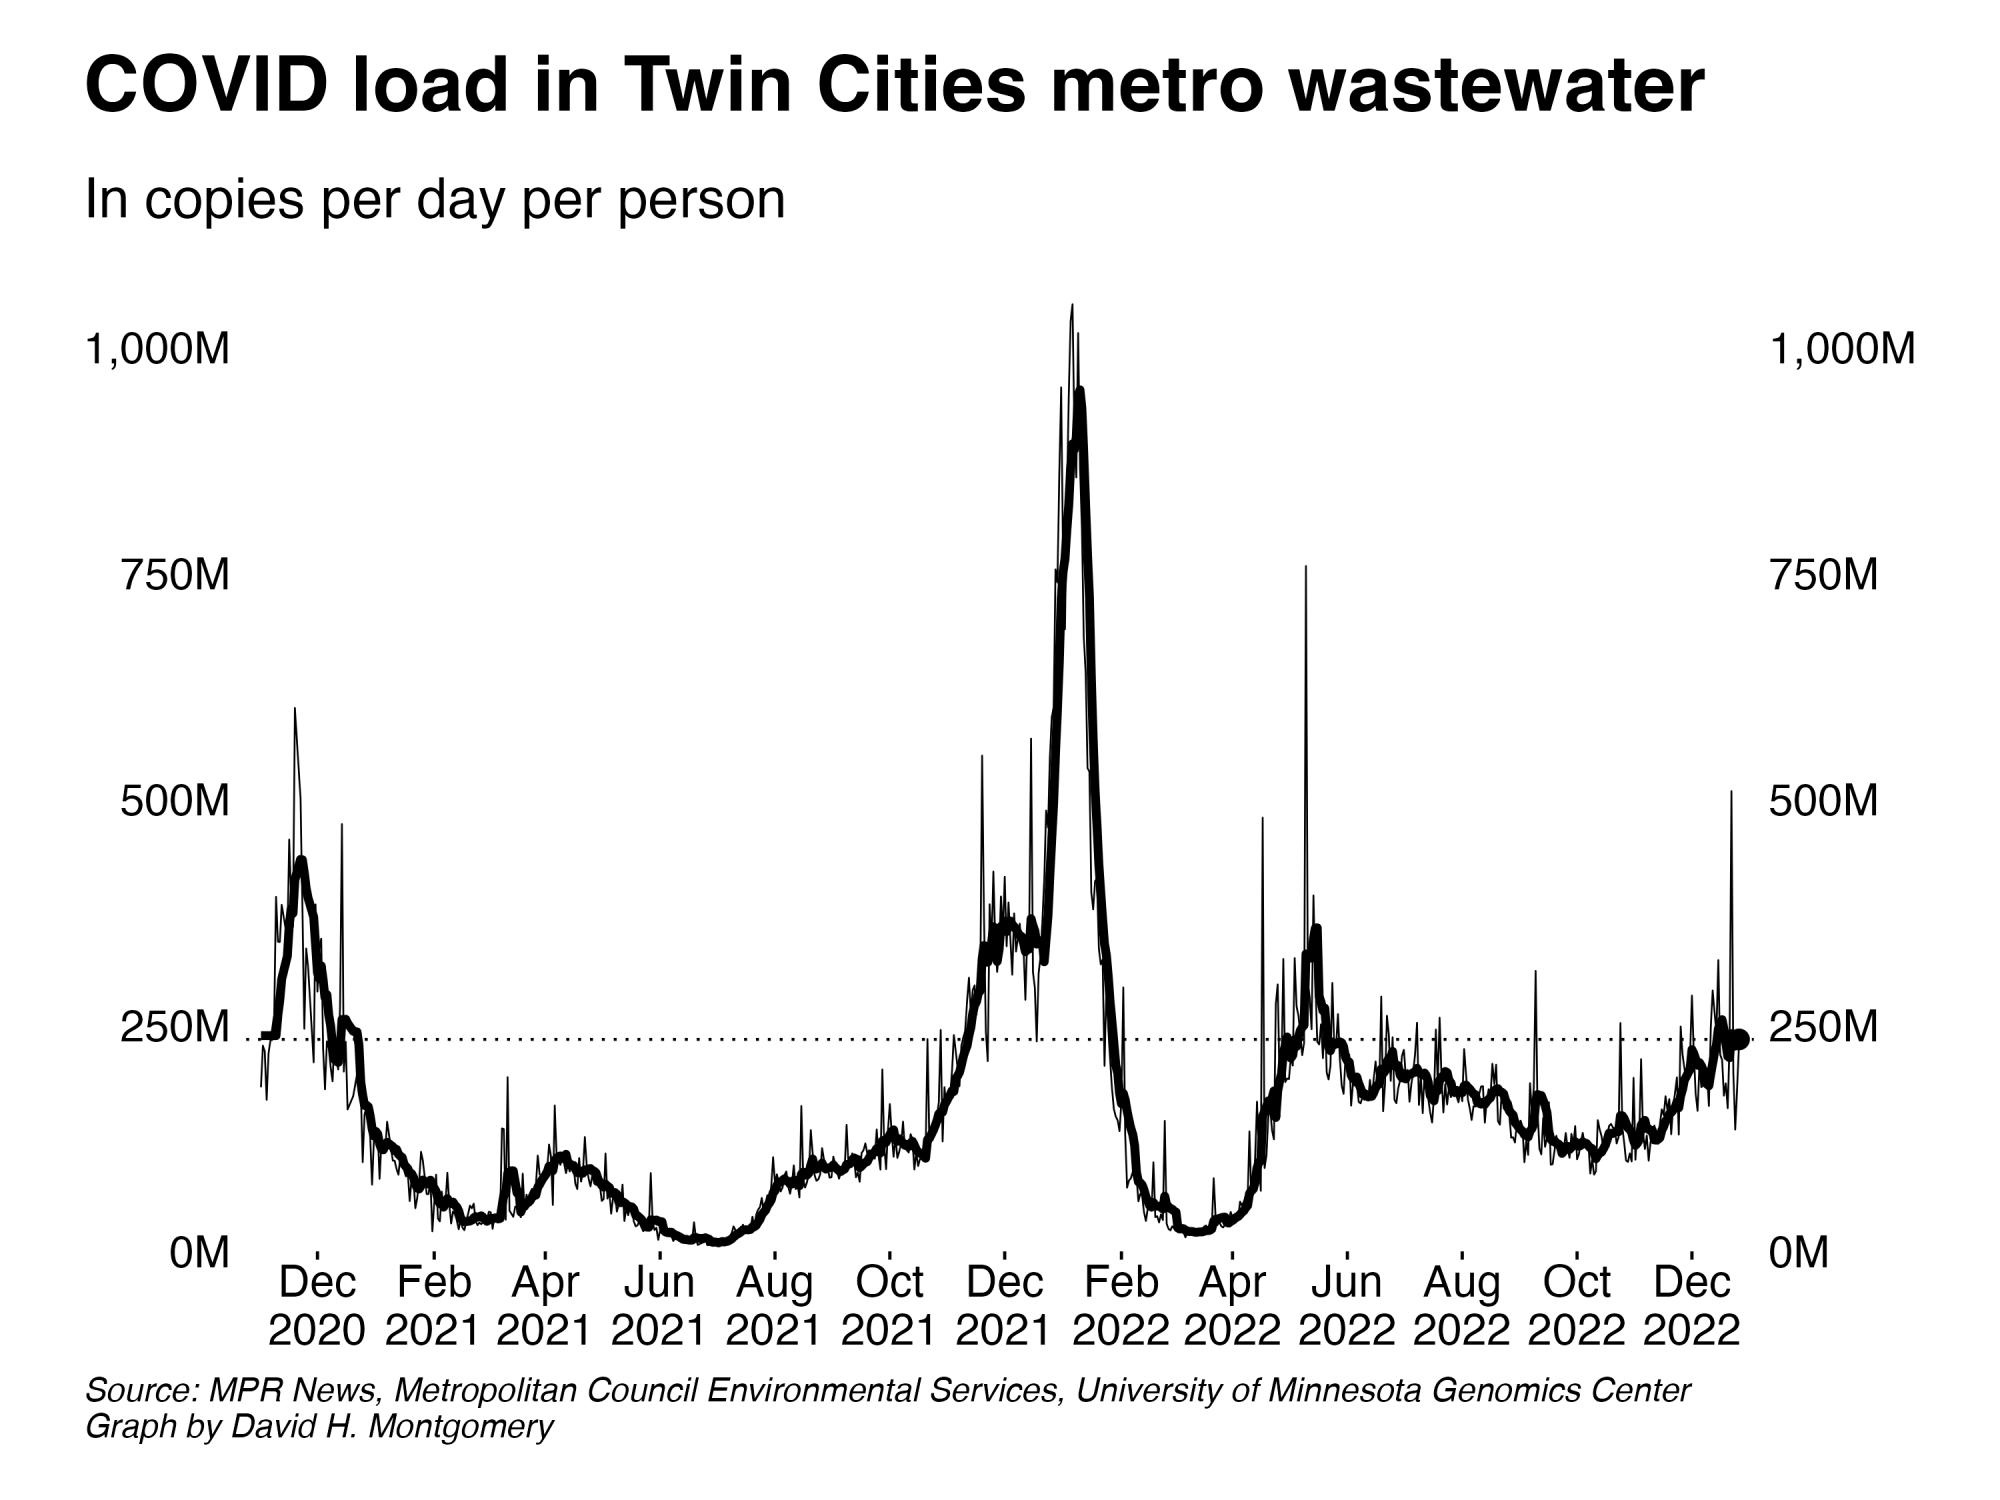 COVID load in Twin Cities metro wastewater
In copies per day per person
1,000M 1,000M
750M 750M
500M 500M
250M 250M
0M 0M
Dec Feb Apr Jun Aug Oct Dec Feb Apr Jun Aug Oct Dec
2020 2021 2021 2021 2021 2021 2021 2022 2022 2022 2022 2022 2022
Source: MPR News, Metropolitan Council Environmental Services, University of Minnesota Genomics Center
Graph by David H. Montgomery